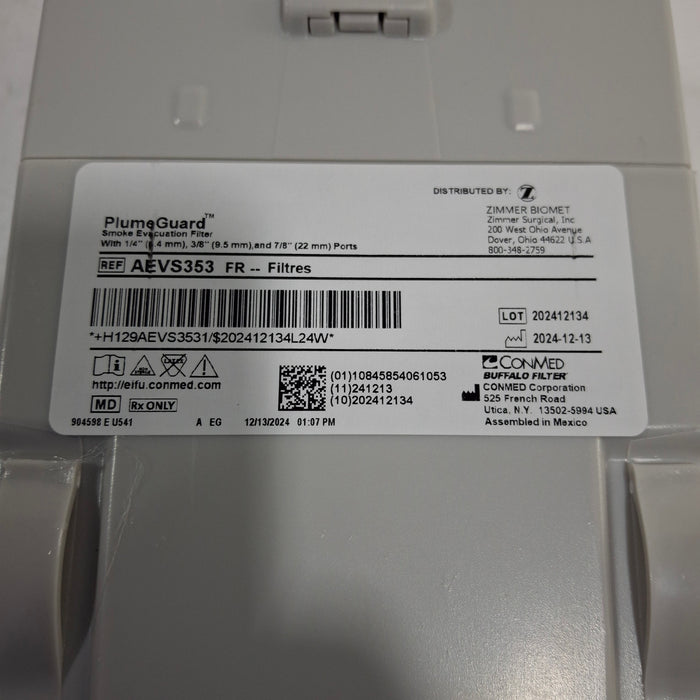 DISTRIBUTED BY:
ZIMMER BIOMET
Zimmer Surgical, Inc
200 West Ohio Avenue
Dover, Ohio 44622 U.S.A
800-348-2759
PlumeGuard™
Smoke Evacuation Filter
With 1/4" (6.4 mm), 3/8" (9.5 mm),and 7/8" (22 mm) Ports
REF AEVS353 FR -- Filtres
*+H129AEVS3531/$202412134L24W*
LOT 202412134
2024-12-13
LATEX
http://eifu.conmed.com
MD Rx ONLY
(01)10845854061053
(11)241213
(10)202412134
CONMED
BUFFALO FILTER
CONMED Corporation
525 French Road
Utica, N.Y. 13502-5994 USA
Assembled in Mexico
904598 E U541 A EG 12/13/2024 01:07 PM